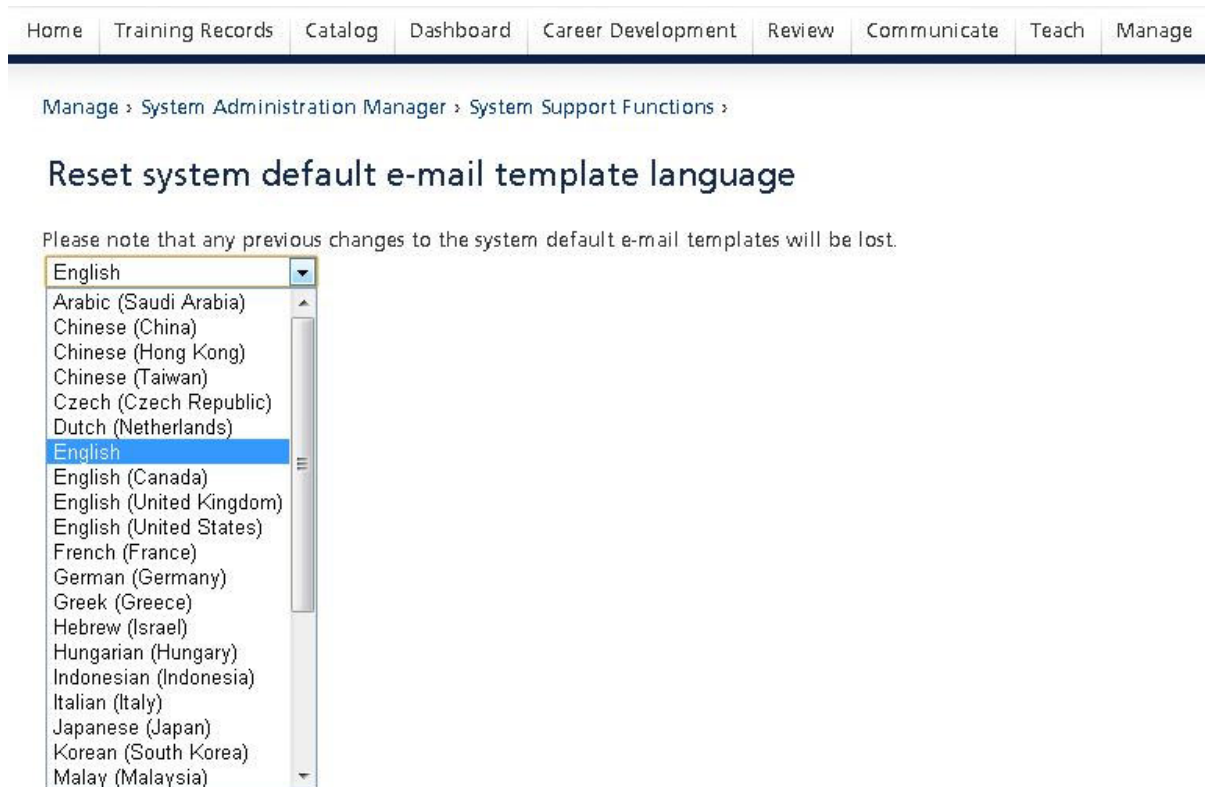 Home Training Records Catalog Dashboard Career Development Review Communicate Teach Manage
Manage › System Administration Manager › System Support Functions ›
Reset system default e-mail template language
Please note that any previous changes to the system default e-mail templates will be lost.
English
Arabic (Saudi Arabia)
Chinese (China)
Chinese (Hong Kong)
Chinese (Taiwan)
Czech (Czech Republic)
Dutch (Netherlands)
English
English (Canada)
English (United Kingdom)
English (United States)
French (France)
German (Germany)
Greek (Greece)
Hebrew (Israel)
Hungarian (Hungary)
Indonesian (Indonesia)
Italian (Italy)
Japanese (Japan)
Korean (South Korea)
Malay (Malaysia)